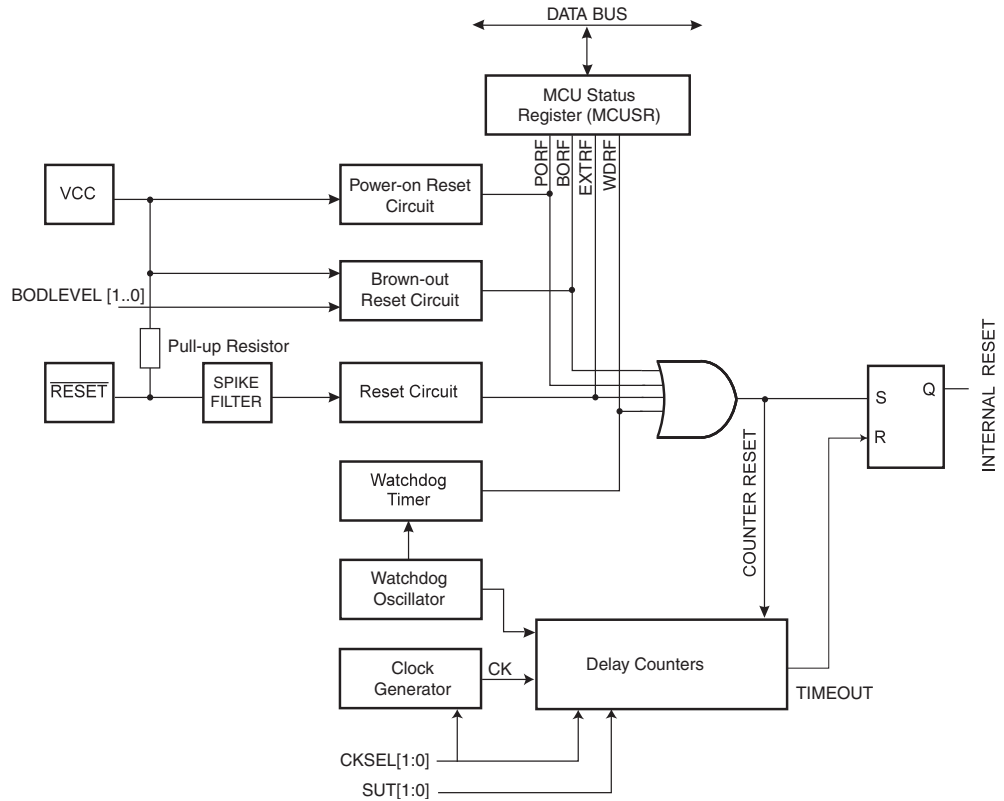 DATA BUS
MCU Status
Register (MCUSR)
PORF
BORF
EXTRF
WDRF
VCC
Power-on Reset
Circuit
BODLEVEL [1..0]
Brown-out
Reset Circuit
Pull-up Resistor
RESET
SPIKE
FILTER
Reset Circuit
S
Q
R
INTERNAL RESET
Watchdog
Timer
COUNTER RESET
Watchdog
Oscillator
Clock
Generator
CK
Delay Counters
TIMEOUT
CKSEL[1:0]
SUT[1:0]